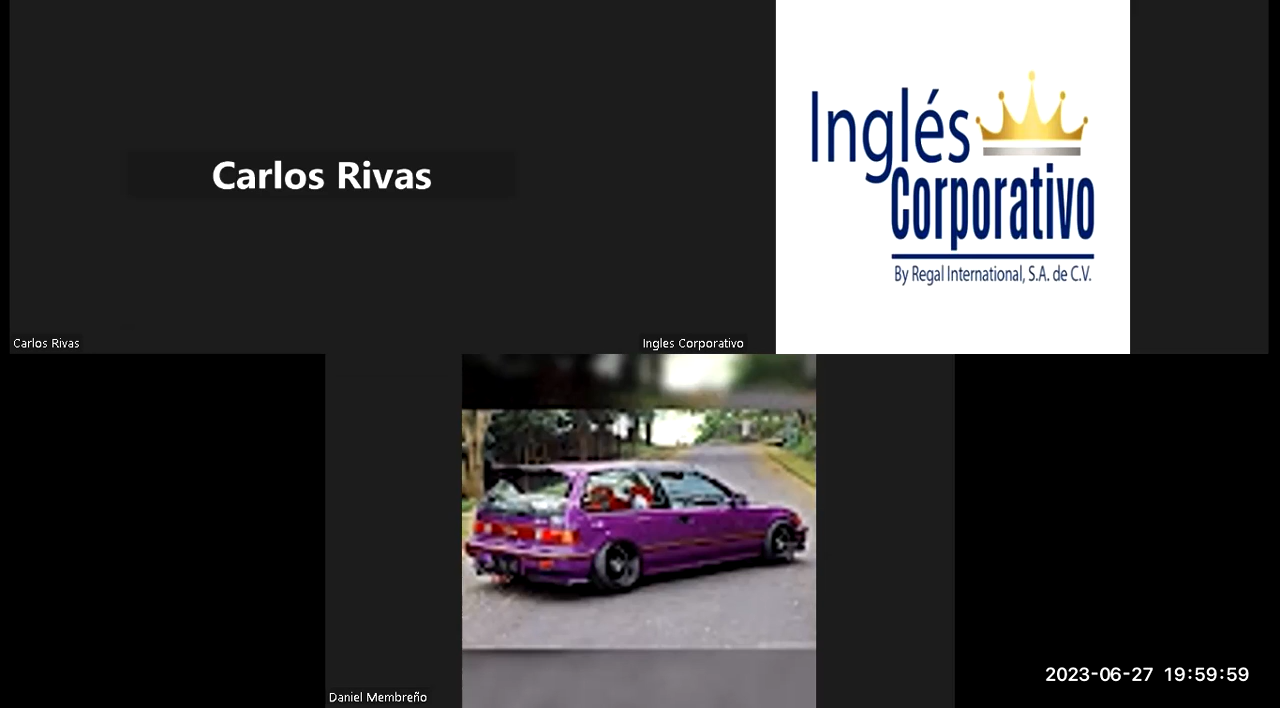 Carlos Rivas
Inglés
Corporativo
By Regal International, S.A. de C.V.
Carlos Rivas
Ingles Corporativo
Daniel Membreño
2023-06-27 19:59:59